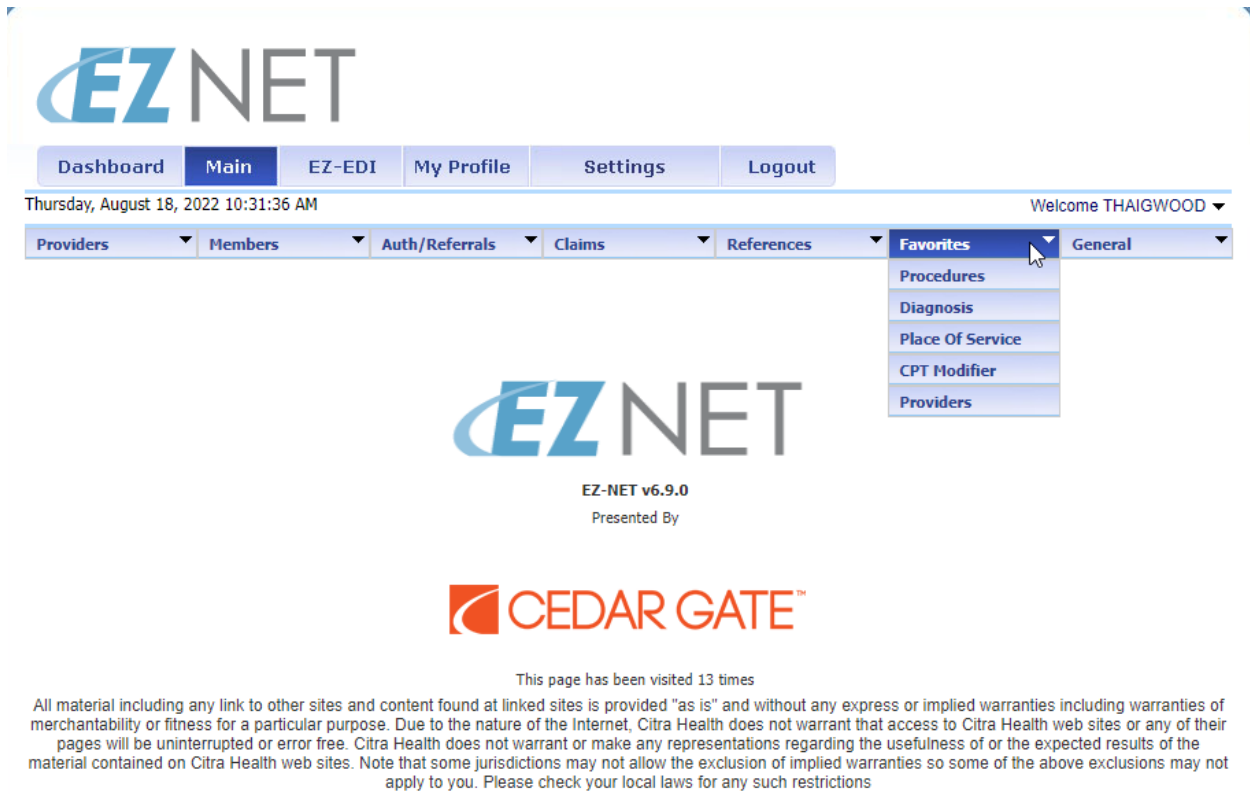 EZ NET
Dashboard Main EZ-EDI My Profile Settings Logout
Thursday, August 18, 2022 10:31:36 AM Welcome THAIGWOOD
Providers Members Auth/Referrals Claims References Favorites General
Procedures
Diagnosis
Place Of Service
CPT Modifier
Providers
EZ NET
EZ-NET v6.9.0
Presented By
CEDAR GATE™
This page has been visited 13 times
All material including any link to other sites and content found at linked sites is provided "as is" and without any express or implied warranties including warranties of
merchantability or fitness for a particular purpose. Due to the nature of the Internet, Citra Health does not warrant that access to Citra Health web sites or any of their
pages will be uninterrupted or error free. Citra Health does not warrant or make any representations regarding the usefulness of or the expected results of the
material contained on Citra Health web sites. Note that some jurisdictions may not allow the exclusion of implied warranties so some of the above exclusions may not
apply to you. Please check your local laws for any such restrictions